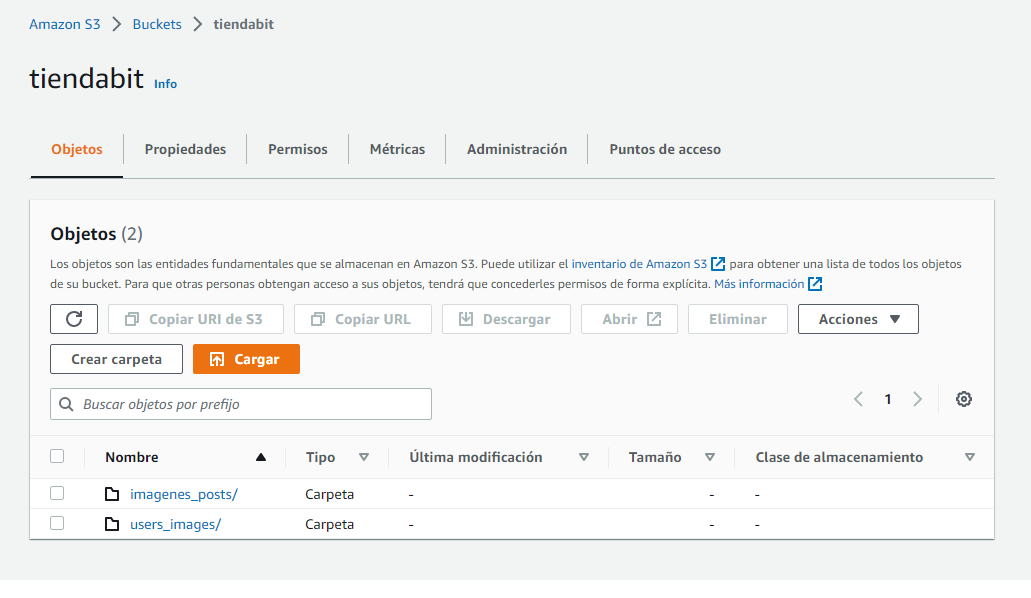 Amazon S3 > Buckets > tiendabit
tiendabit Info
Objetos Propiedades Permisos Métricas Administración Puntos de acceso
Objetos (2)
Los objetos son las entidades fundamentales que se almacenan en Amazon S3. Puede utilizar el inventario de Amazon S3 para obtener una lista de todos los objetos
de su bucket. Para que otras personas obtengan acceso a sus objetos, tendrá que concederles permisos de forma explícita. Más información
Copiar URI de S3 Copiar URL Descargar Abrir Eliminar Acciones
Crear carpeta Cargar
Buscar objetos por prefijo
1
Nombre Tipo Última modificación Tamaño Clase de almacenamiento
imagenes_posts/ Carpeta - - -
users_images/ Carpeta - - -